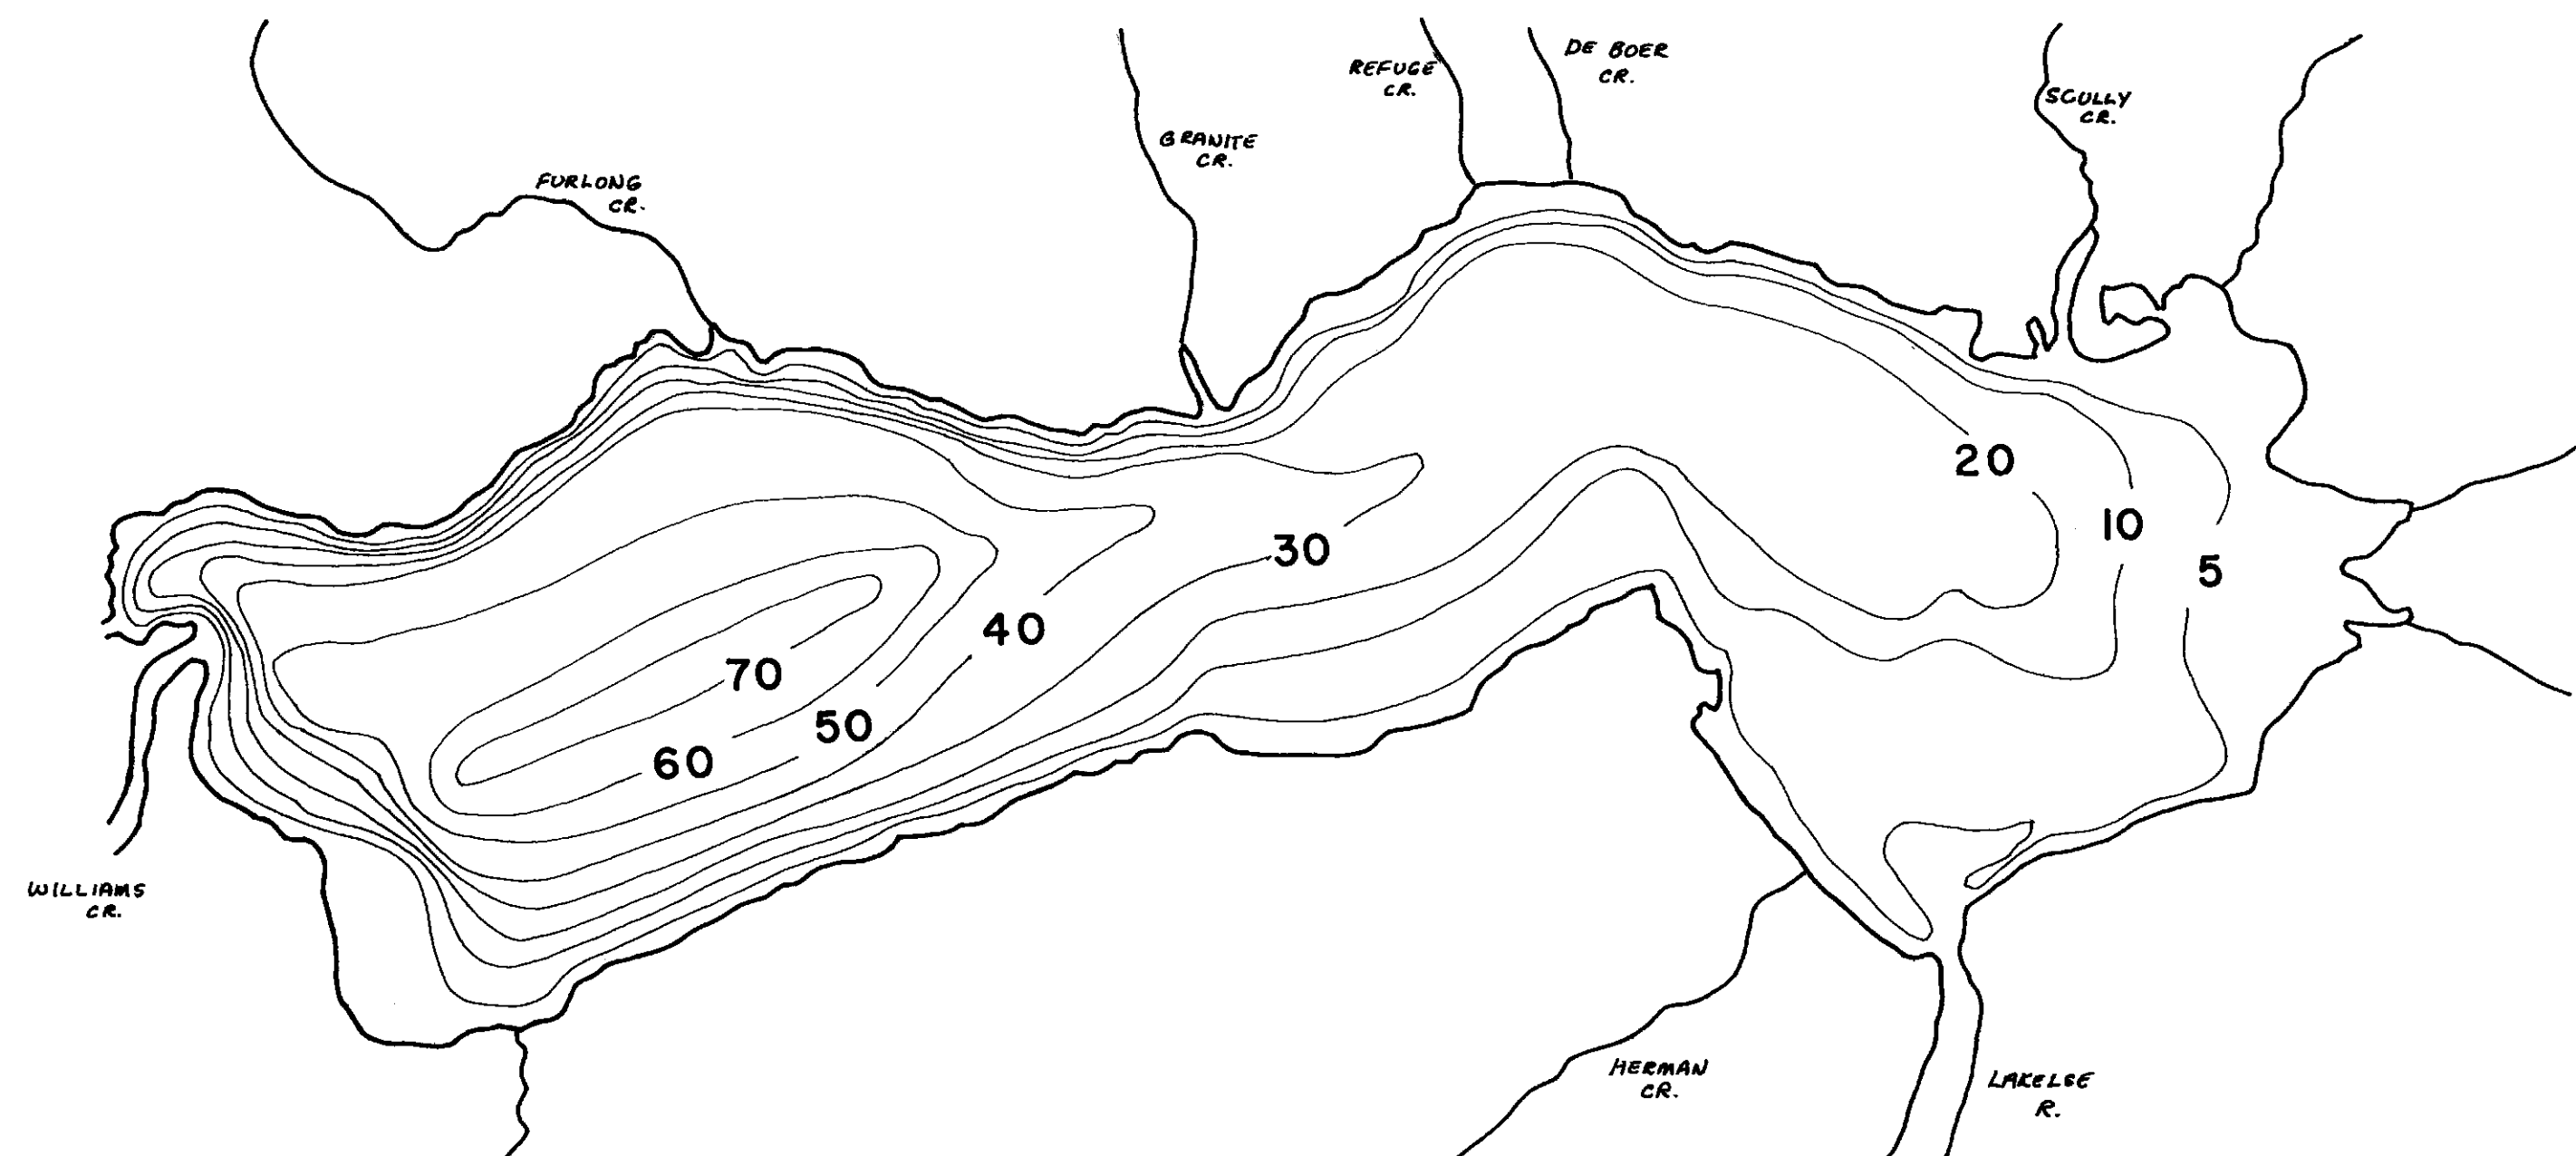 DE BOER
CR.
REFUGE
CR.
SCULLY
CR.
GRANITE
CR.
FURLONG
CR.
20
10
30
5
40
70
50
60
WILLIAMS
CR.
HERMAN
CR.
LAKELSE
R.